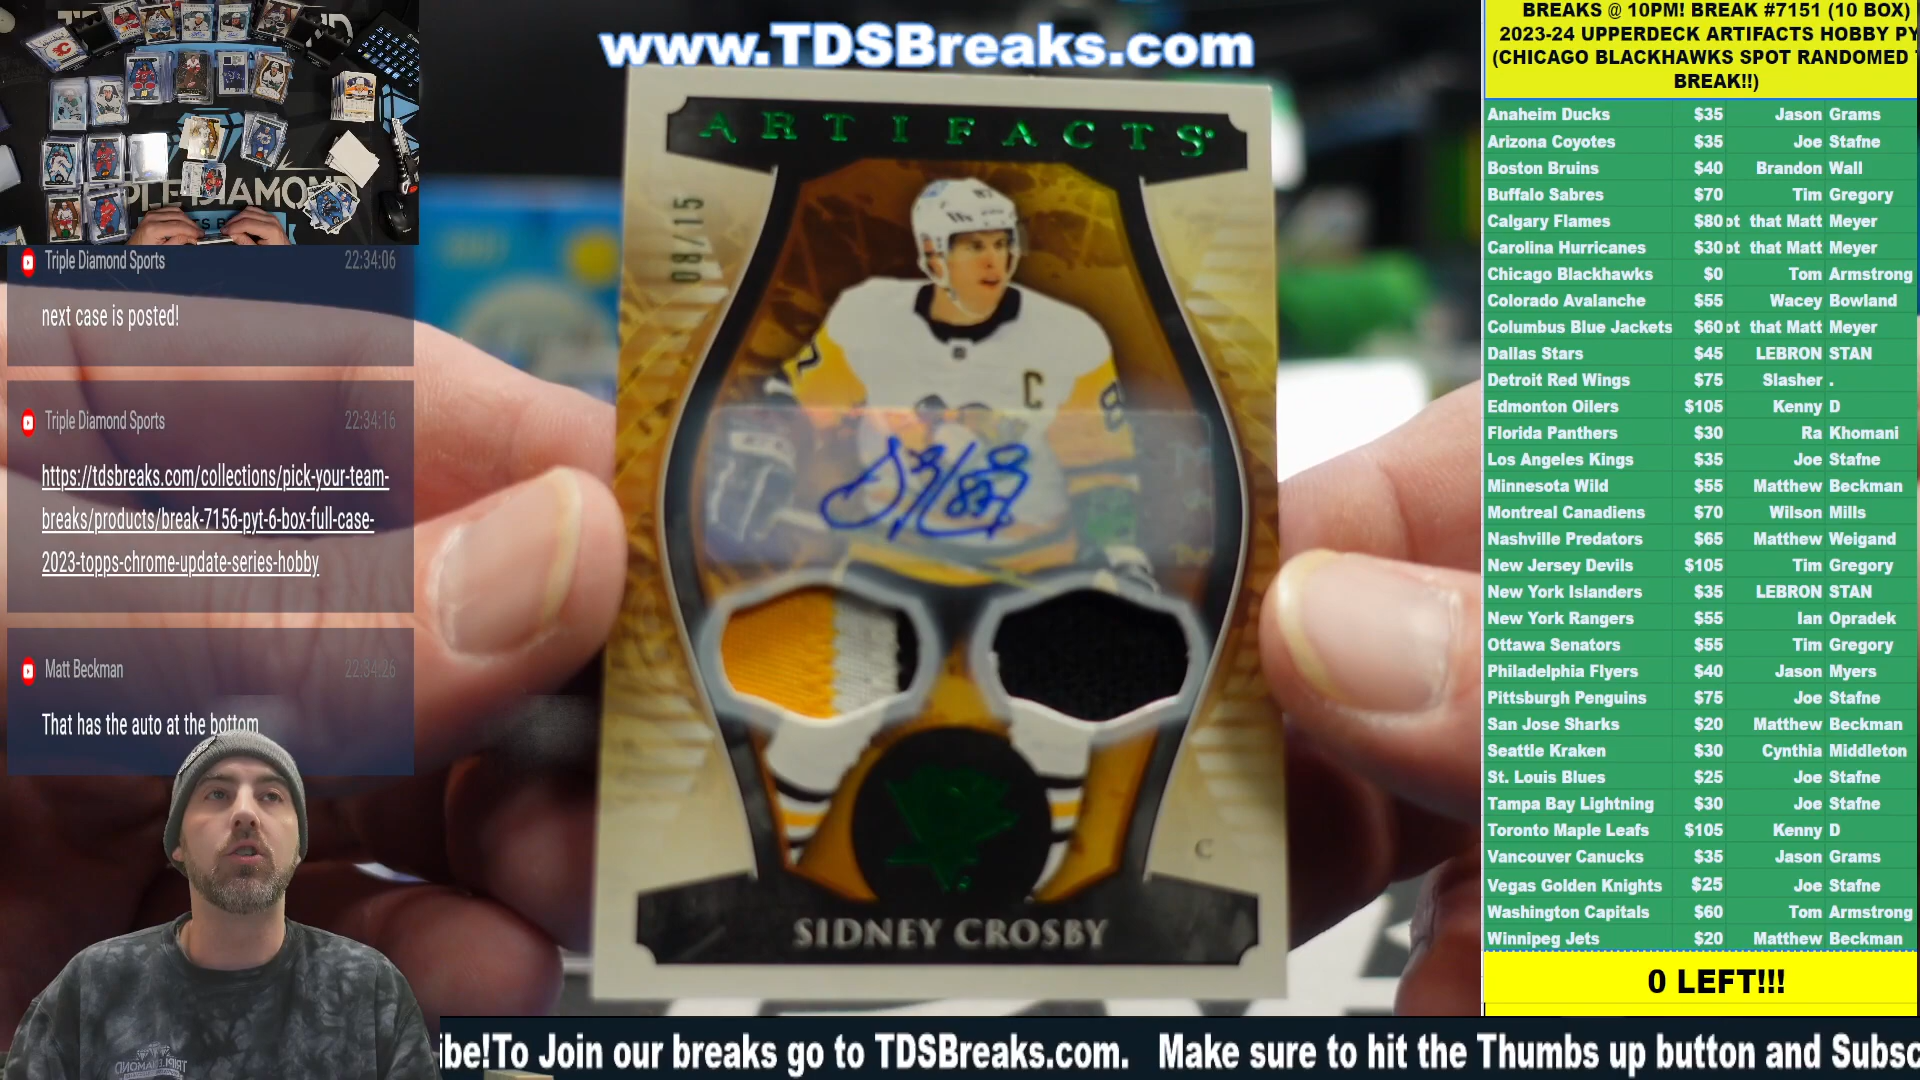 www.TDSBreaks.com
ARTIFACTS
08/15
C
SIDNEY CROSBY
C
TRIPLE DIAMOND
Triple Diamond Sports 22:34:06
next case is posted!
Triple Diamond Sports 22:34:16
https://tdsbreaks.com/collections/pick-your-team-
breaks/products/break-7156-pyt-6-box-full-case-
2023-topps-chrome-update-series-hobby
Matt Beckman 22:34:26
That has the auto at the bottom
BREAKS @ 10PM! BREAK #7151 (10 BOX)
2023-24 UPPERDECK ARTIFACTS HOBBY PY
(CHICAGO BLACKHAWKS SPOT RANDOMED
BREAK!!)
Anaheim Ducks $35 Jason Grams
Arizona Coyotes $35 Joe Stafne
Boston Bruins $40 Brandon Wall
Buffalo Sabres $70 Tim Gregory
Calgary Flames $80 ot that Matt Meyer
Carolina Hurricanes $30 ot that Matt Meyer
Chicago Blackhawks $0 Tom Armstrong
Colorado Avalanche $55 Wacey Bowland
Columbus Blue Jackets $60 ot that Matt Meyer
Dallas Stars $45 LEBRON STAN
Detroit Red Wings $75 Slasher .
Edmonton Oilers $105 Kenny D
Florida Panthers $30 Ra Khomani
Los Angeles Kings $35 Joe Stafne
Minnesota Wild $55 Matthew Beckman
Montreal Canadiens $70 Wilson Mills
Nashville Predators $65 Matthew Weigand
New Jersey Devils $105 Tim Gregory
New York Islanders $35 LEBRON STAN
New York Rangers $55 Ian Opradek
Ottawa Senators $55 Tim Gregory
Philadelphia Flyers $40 Jason Myers
Pittsburgh Penguins $75 Joe Stafne
San Jose Sharks $20 Matthew Beckman
Seattle Kraken $30 Cynthia Middleton
St. Louis Blues $25 Joe Stafne
Tampa Bay Lightning $30 Joe Stafne
Toronto Maple Leafs $105 Kenny D
Vancouver Canucks $35 Jason Grams
Vegas Golden Knights $25 Joe Stafne
Washington Capitals $60 Tom Armstrong
Winnipeg Jets $20 Matthew Beckman
0 LEFT!!!
ibe!To Join our breaks go to TDSBreaks.com. Make sure to hit the Thumbs up button and Subsc